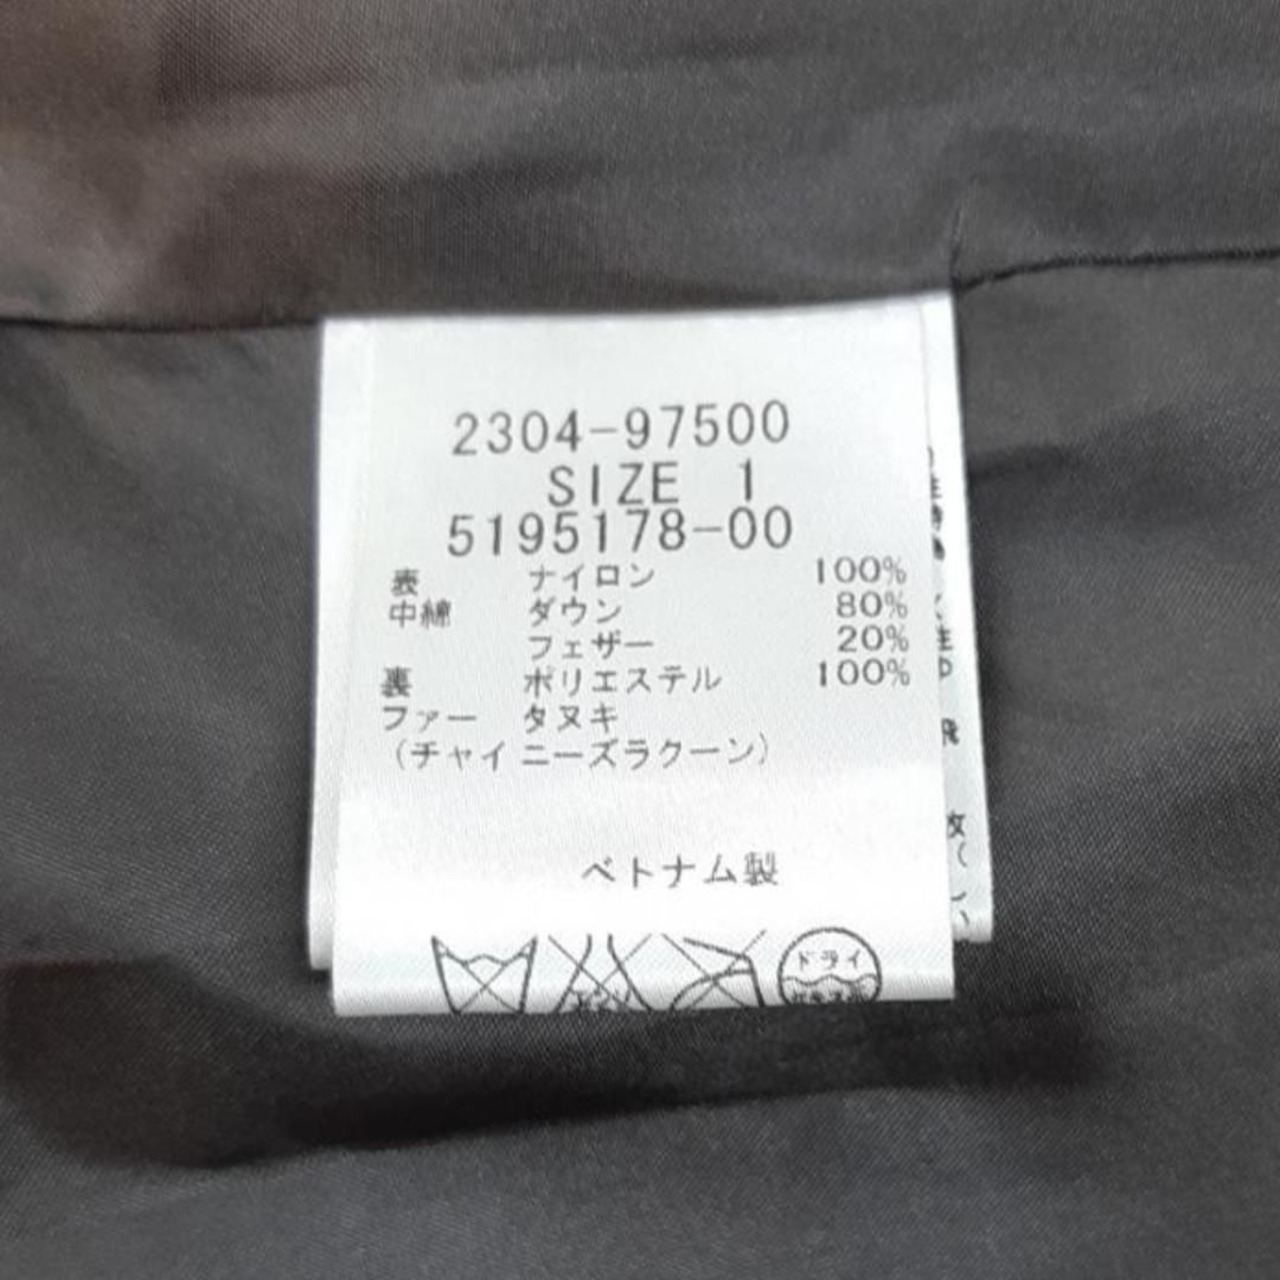 2304-97500
SIZE 1
5195178-00
表 ナイロン 100%
中綿 ダウン 80%
フェザー 20%
裏 ポリエステル 100%
ファー タヌキ
(チャイニーズラクーン)
ベトナム製
ドライ